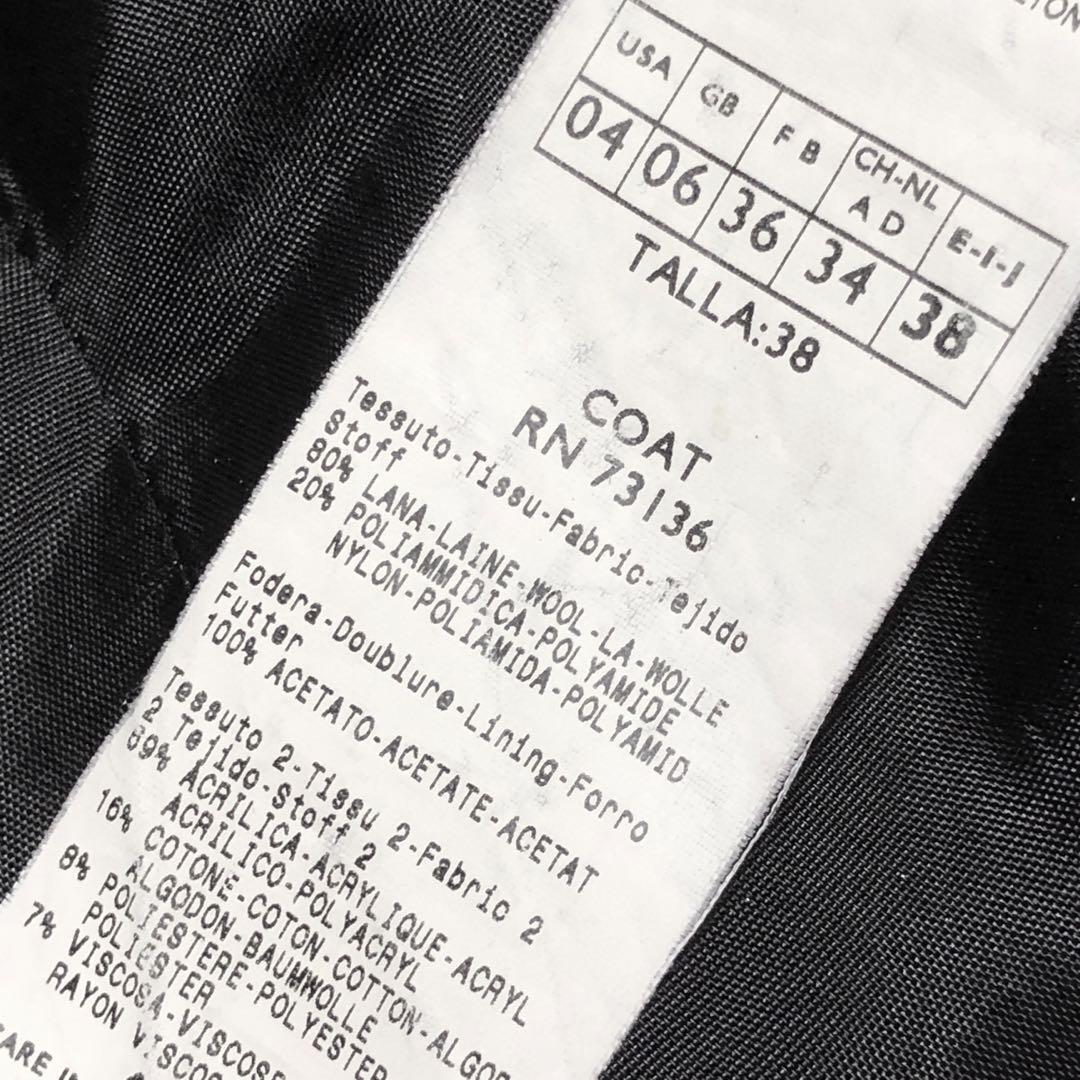 USA GB F B CH-NL A D E-I-J
04 06 36 34 38
TALLA:38
COAT
RN 73136
Tessuto-Tissu-Fabric-Tejido
Stoff
80% LANA-LAINE-WOOL-LA-WOLLE
20% POLIAMMIDICA-POLYAMIDE
NYLON-POLIAMIDA-POLYAMID
Fodera-Doublure-Lining-Forro
Futter
100% ACETATO-ACETATE-ACETAT
Tessuto 2-Tissu 2-Fabric 2
2 Tejido-Stoff 2
69% ACRILICA-ACRYLIQUE-ACRYL
ACRILICO-POLYACRYL
16% COTONE-COTON-COTTON-ALGO
ALGODON-BAUMWOLLE
8% POLIESTERE-POLYESTER
POLIESTER
7% VISCOSA-VISCOSE
RAYON